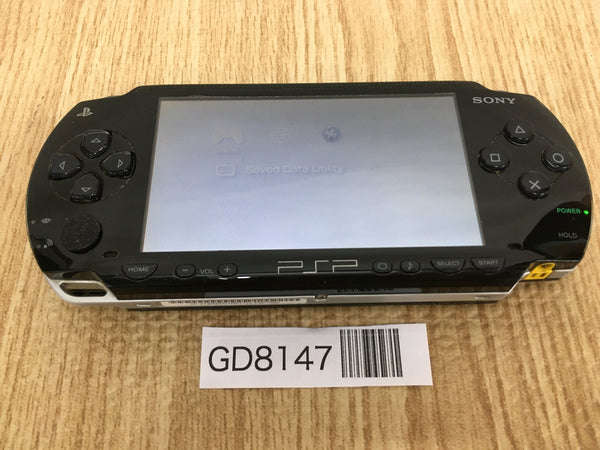 SONY
Saved Data Utility
POWER
HOLD
HOME
VOL
PSP
SELECT
START
GD8147